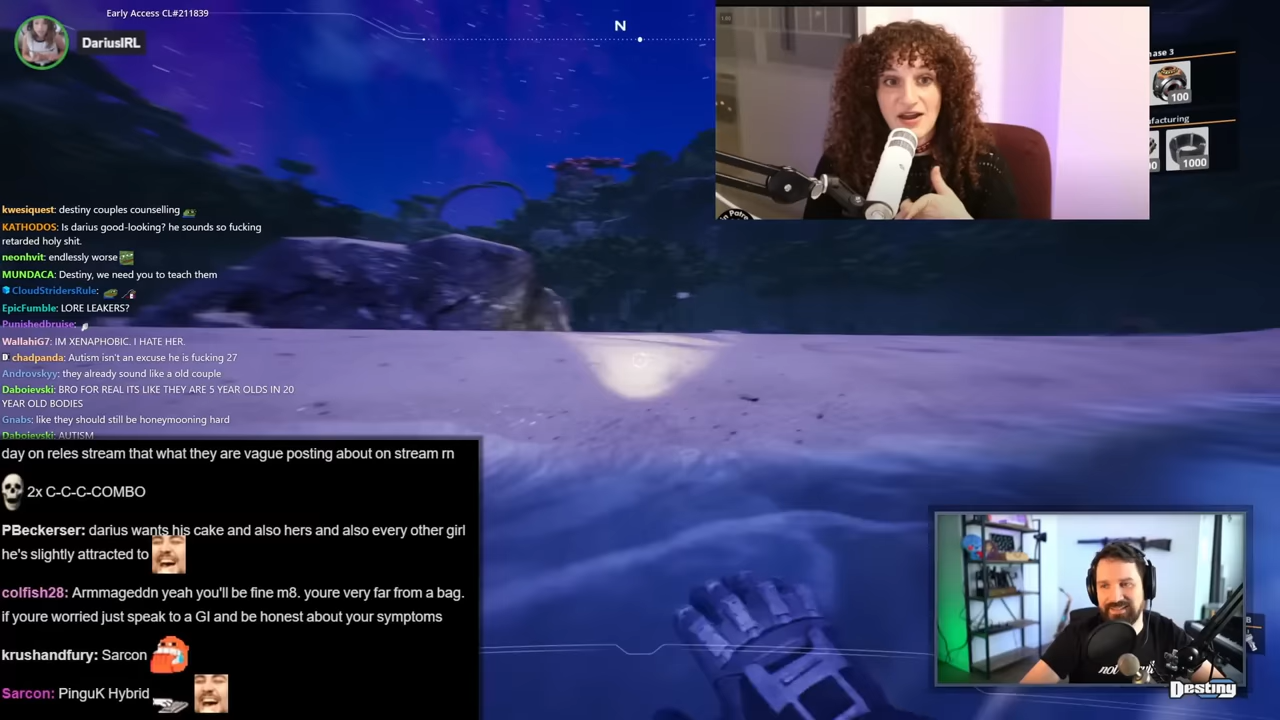 Early Access CL#211839
DariusIRL
N
hase 3
100
facturing
1000
kwesiquest: destiny couples counselling
KATHODOS: Is darius good-looking? he sounds so fucking
retarded holy shit.
neonhvit: endlessly worse
MUNDACA: Destiny, we need you to teach them
CloudStridersRule:
EpicFumble: LORE LEAKERS?
Punishedbruise:
WallahiG7: IM XENAPHOBIC. I HATE HER.
chadpanda: Autism isn't an excuse he is fucking 27
Androvskyy: they already sound like a old couple
Daboievski: BRO FOR REAL ITS LIKE THEY ARE 5 YEAR OLDS IN 20
YEAR OLD BODIES
Gnabs: like they should still be honeymooning hard
Daboievski: AUTISM
day on reles stream that what they are vague posting about on stream rn
2x C-C-C-COMBO
PBeckerser: darius wants his cake and also hers and also every other girl
he's slightly attracted to
colfish28: Armmageddn yeah you'll be fine m8. youre very far from a bag.
if youre worried just speak to a GI and be honest about your symptoms
krushandfury: Sarcon
Sarcon: PinguK Hybrid
Destiny